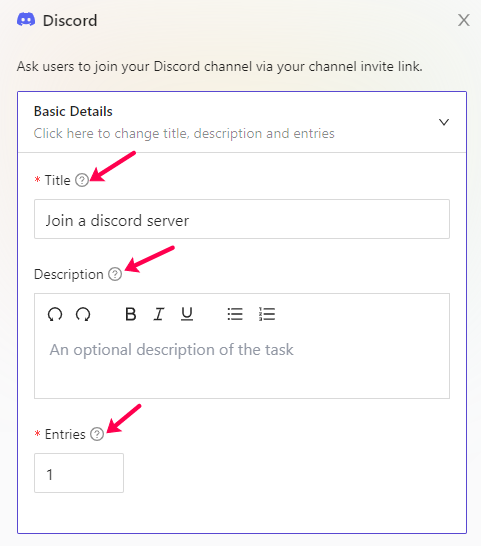 Discord
Ask users to join your Discord channel via your channel invite link.
Basic Details
Click here to change title, description and entries
* Title
Join a discord server
Description
B I U
An optional description of the task
* Entries
1